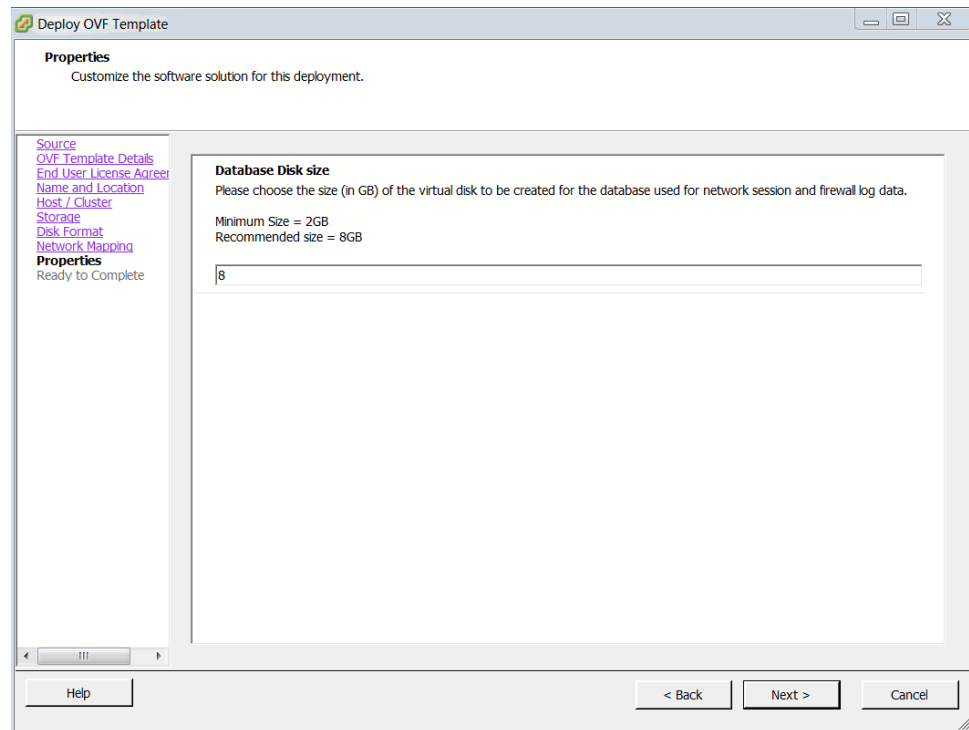 Deploy OVF Template
Properties
Customize the software solution for this deployment.
Source
OVF Template Details
End User License Agreer
Name and Location
Host / Cluster
Storage
Disk Format
Network Mapping
Properties
Ready to Complete
Database Disk size
Please choose the size (in GB) of the virtual disk to be created for the database used for network session and firewall log data.
Minimum Size = 2GB
Recommended size = 8GB
8
Help
< Back
Next >
Cancel